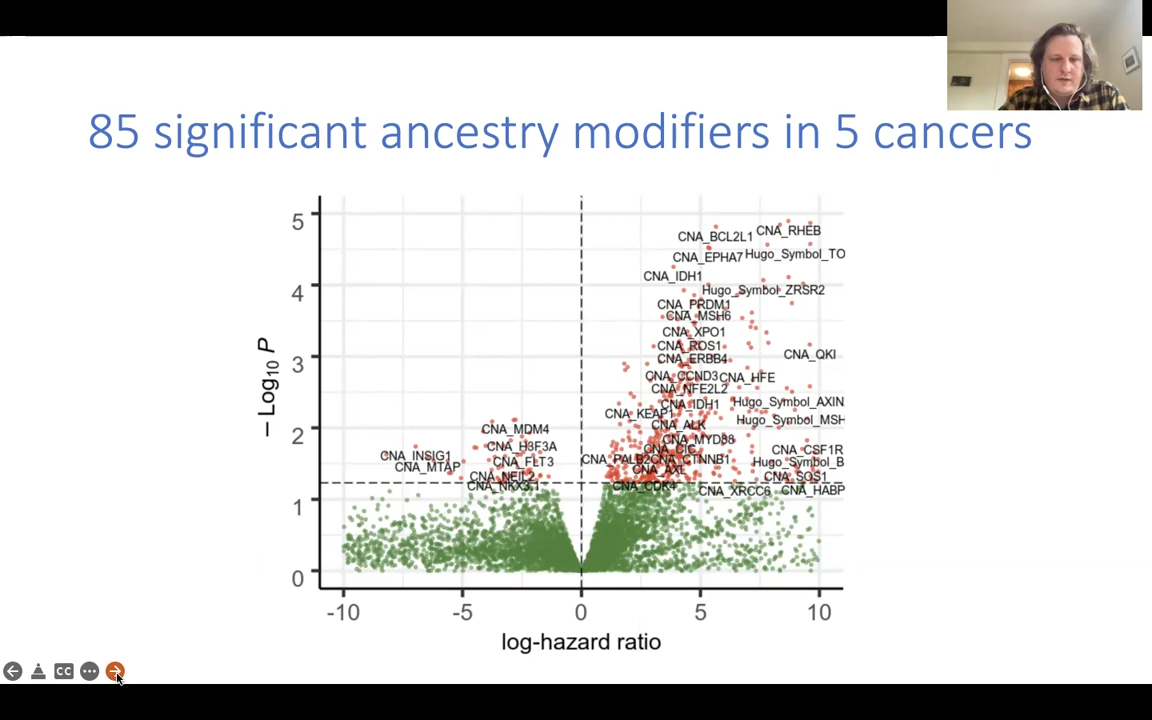 85 significant ancestry modifiers in 5 cancers
5
CNA_RHEB
CNA_BCL2L1
CNA_EPHA7
Hugo_Symbol_TO
CNA_IDH1
4
Hugo_Symbol_ZRSR2
CNA_PRDM1
CNA_MSH6
CNA_XPO1
CNA_ROS1
3
CNA_ERBB4
CNA_QKI
CNA_CCND3
CNA_HFE
CNA_NFE2L2
CNA_IDH1
Hugo_Symbol_AXIN
CNA_KEAP1
Hugo_Symbol_MSH
2
CNA_MDM4
CNA_ALK
CNA_H3F3A
CNA_MYD88
CNA_INSIG1
CNA_CIC
CNA_CSF1R
CNA_MTAP
CNA_FLT3
CNA_PALB2
CNA_CTNNB1
Hugo_Symbol_B
CNA_AXL
CNA_NEIL2
CNA_SOS1
CNA_NKX3.1
CNA_CDK4
CNA_XRCC6
CNA_HABP
1
0
– Log10 P
-10 -5 0 5 10
log-hazard ratio
CC